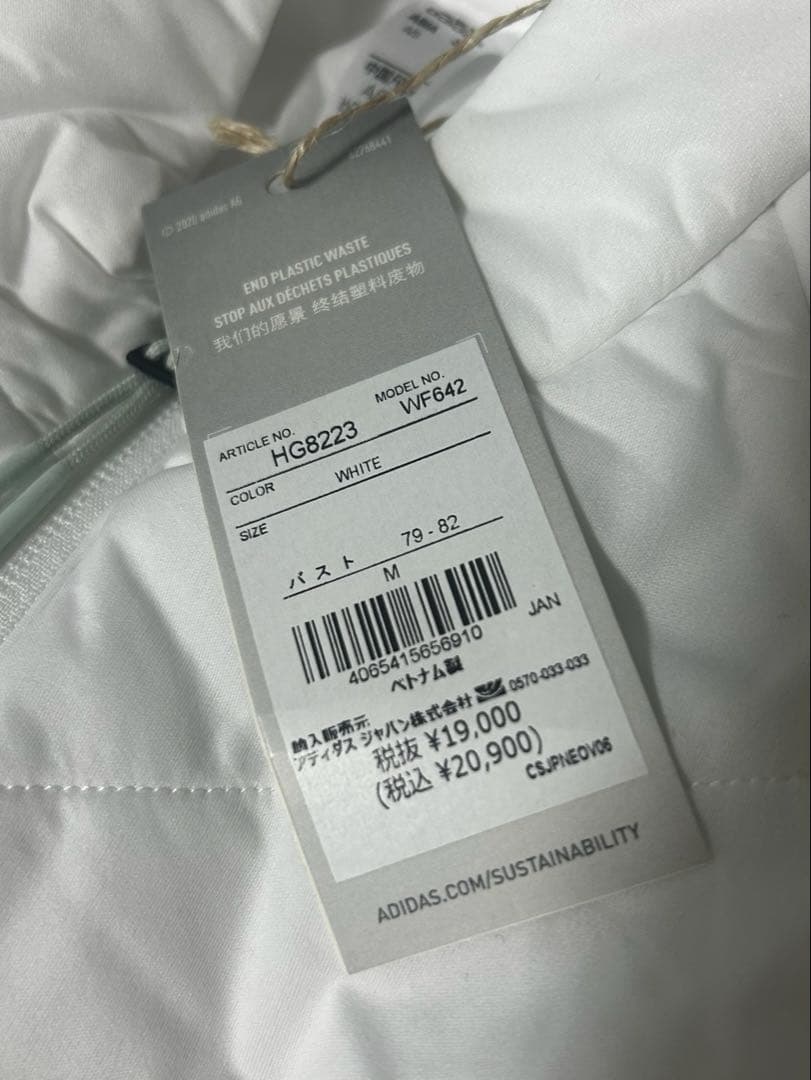 © 2020 adidas AG
END PLASTIC WASTE
STOP AUX DÉCHETS PLASTIQUES
我们的愿景 终结塑料废物
ARTICLE NO. MODEL NO.
HG8223 WF642
COLOR WHITE
SIZE
バスト 79 - 82
M
JAN
4065415656910
ベトナム製
輸入販売元
アディダス ジャパン株式会社 0570-033-033
税抜 ¥19,000
(税込 ¥20,900)
CSJPNEOV06
ADIDAS.COM/SUSTAINABILITY